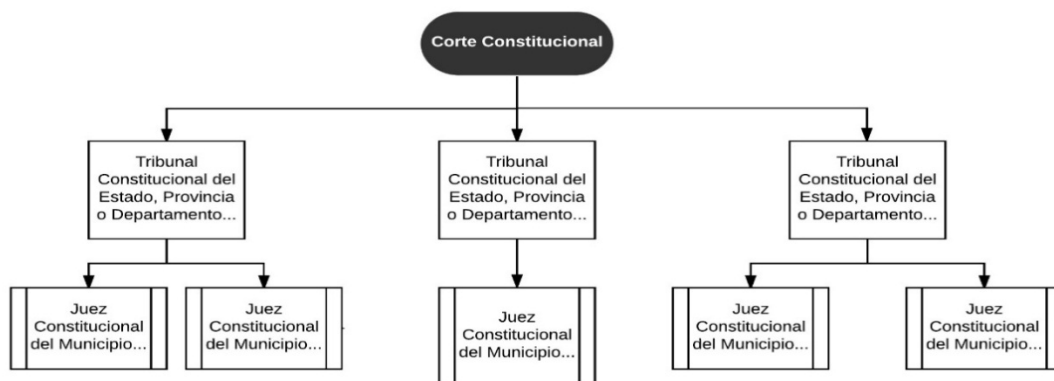 Corte Constitucional
Tribunal
Constitucional del
Estado, Provincia
o Departamento...
Tribunal
Constitucional del
Estado, Provincia
o Departamento...
Tribunal
Constitucional del
Estado, Provincia
o Departamento...
Juez
Constitucional
del Municipio...
Juez
Constitucional
del Municipio...
Juez
Constitucional
del Municipio...
Juez
Constitucional
del Municipio...
Juez
Constitucional
del Municipio...